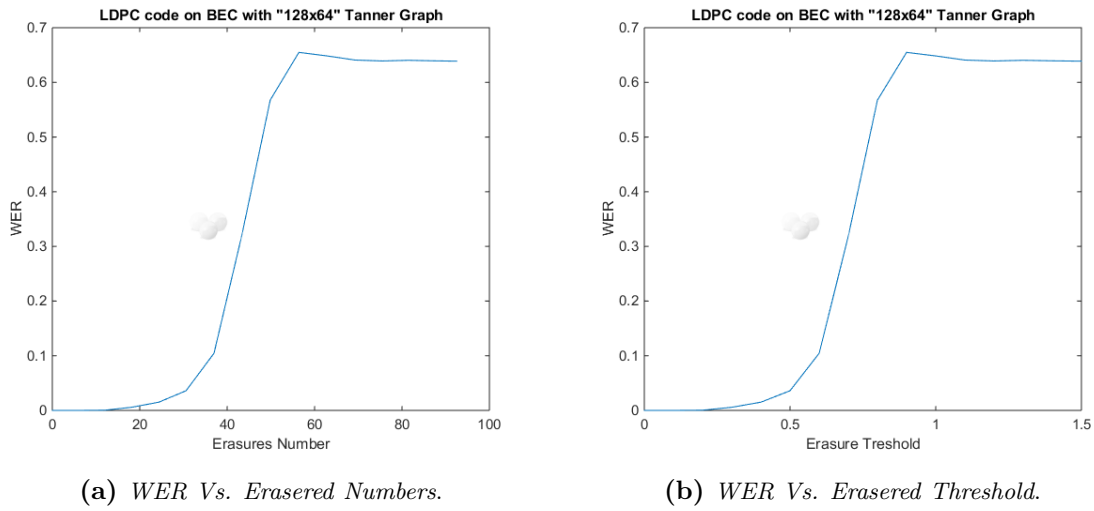 LDPC code on BEC with "128x64" Tanner Graph
0.7
0.6
0.5
0.4
0.3
0.2
0.1
0
WER
0 20 40 60 80 100
Erasures Number
(a) WER Vs. Erasered Numbers.
LDPC code on BEC with "128x64" Tanner Graph
0.7
0.6
0.5
0.4
0.3
0.2
0.1
0
WER
0 0.5 1 1.5
Erasure Treshold
(b) WER Vs. Erasered Threshold.